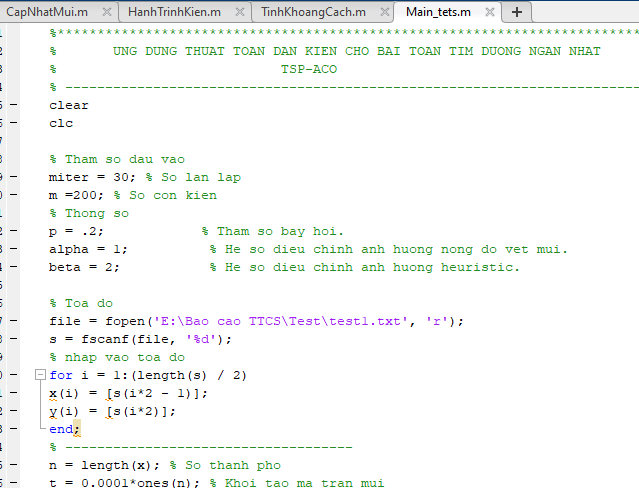 CapNhatMui.m HanhTrinhKien.m TinhKhoangCach.m Main_tets.m
%*************************************************************************
% UNG DUNG THUAT TOAN DAN KIEN CHO BAI TOAN TIM DUONG NGAN NHAT
% TSP-ACO
% ------------------------------------------------------------------------
clear
clc
% Tham so dau vao
miter = 30; % So lan lap
m =200; % So con kien
% Thong so
p = .2; % Tham so bay hoi.
alpha = 1; % He so dieu chinh anh huong nong do vet mui.
beta = 2; % He so dieu chinh anh huong heuristic.
% Toa do
file = fopen('E:\Bao cao TTCS\Test\test1.txt', 'r');
s = fscanf(file, '%d');
% nhap vao toa do
for i = 1:(length(s) / 2)
x(i) = [s(i*2 - 1)];
y(i) = [s(i*2)];
end;
% ------------------------------------
n = length(x); % So thanh pho
t = 0.0001*ones(n); % Khoi tao ma tran mui